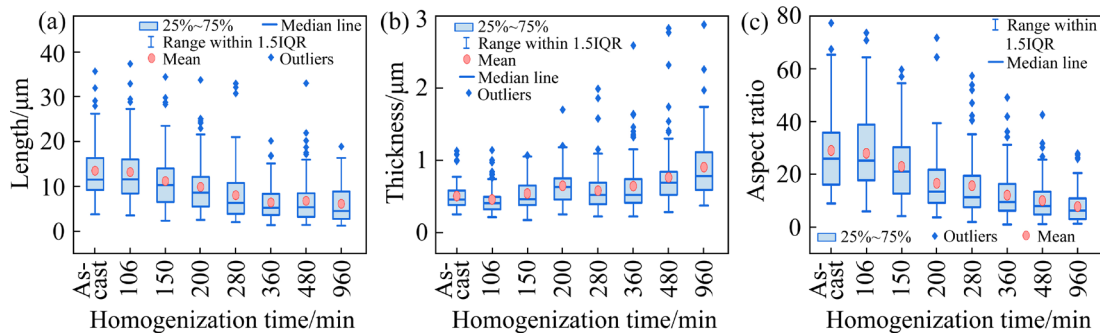 (a)
25%~75%
Median line
Range within 1.5IQR
Mean
Outliers
Length/μm
40
30
20
10
0
As-
cast
106
150
200
280
360
480
960
Homogenization time/min
(b)
25%~75%
Range within 1.5IQR
Mean
Median line
Outliers
Thickness/μm
3
2
1
0
As-
cast
106
150
200
280
360
480
960
Homogenization time/min
(c)
Range within
1.5IQR
Median line
Aspect ratio
80
60
40
20
0
25%~75%
Outliers
Mean
As-
cast
106
150
200
280
360
480
960
Homogenization time/min